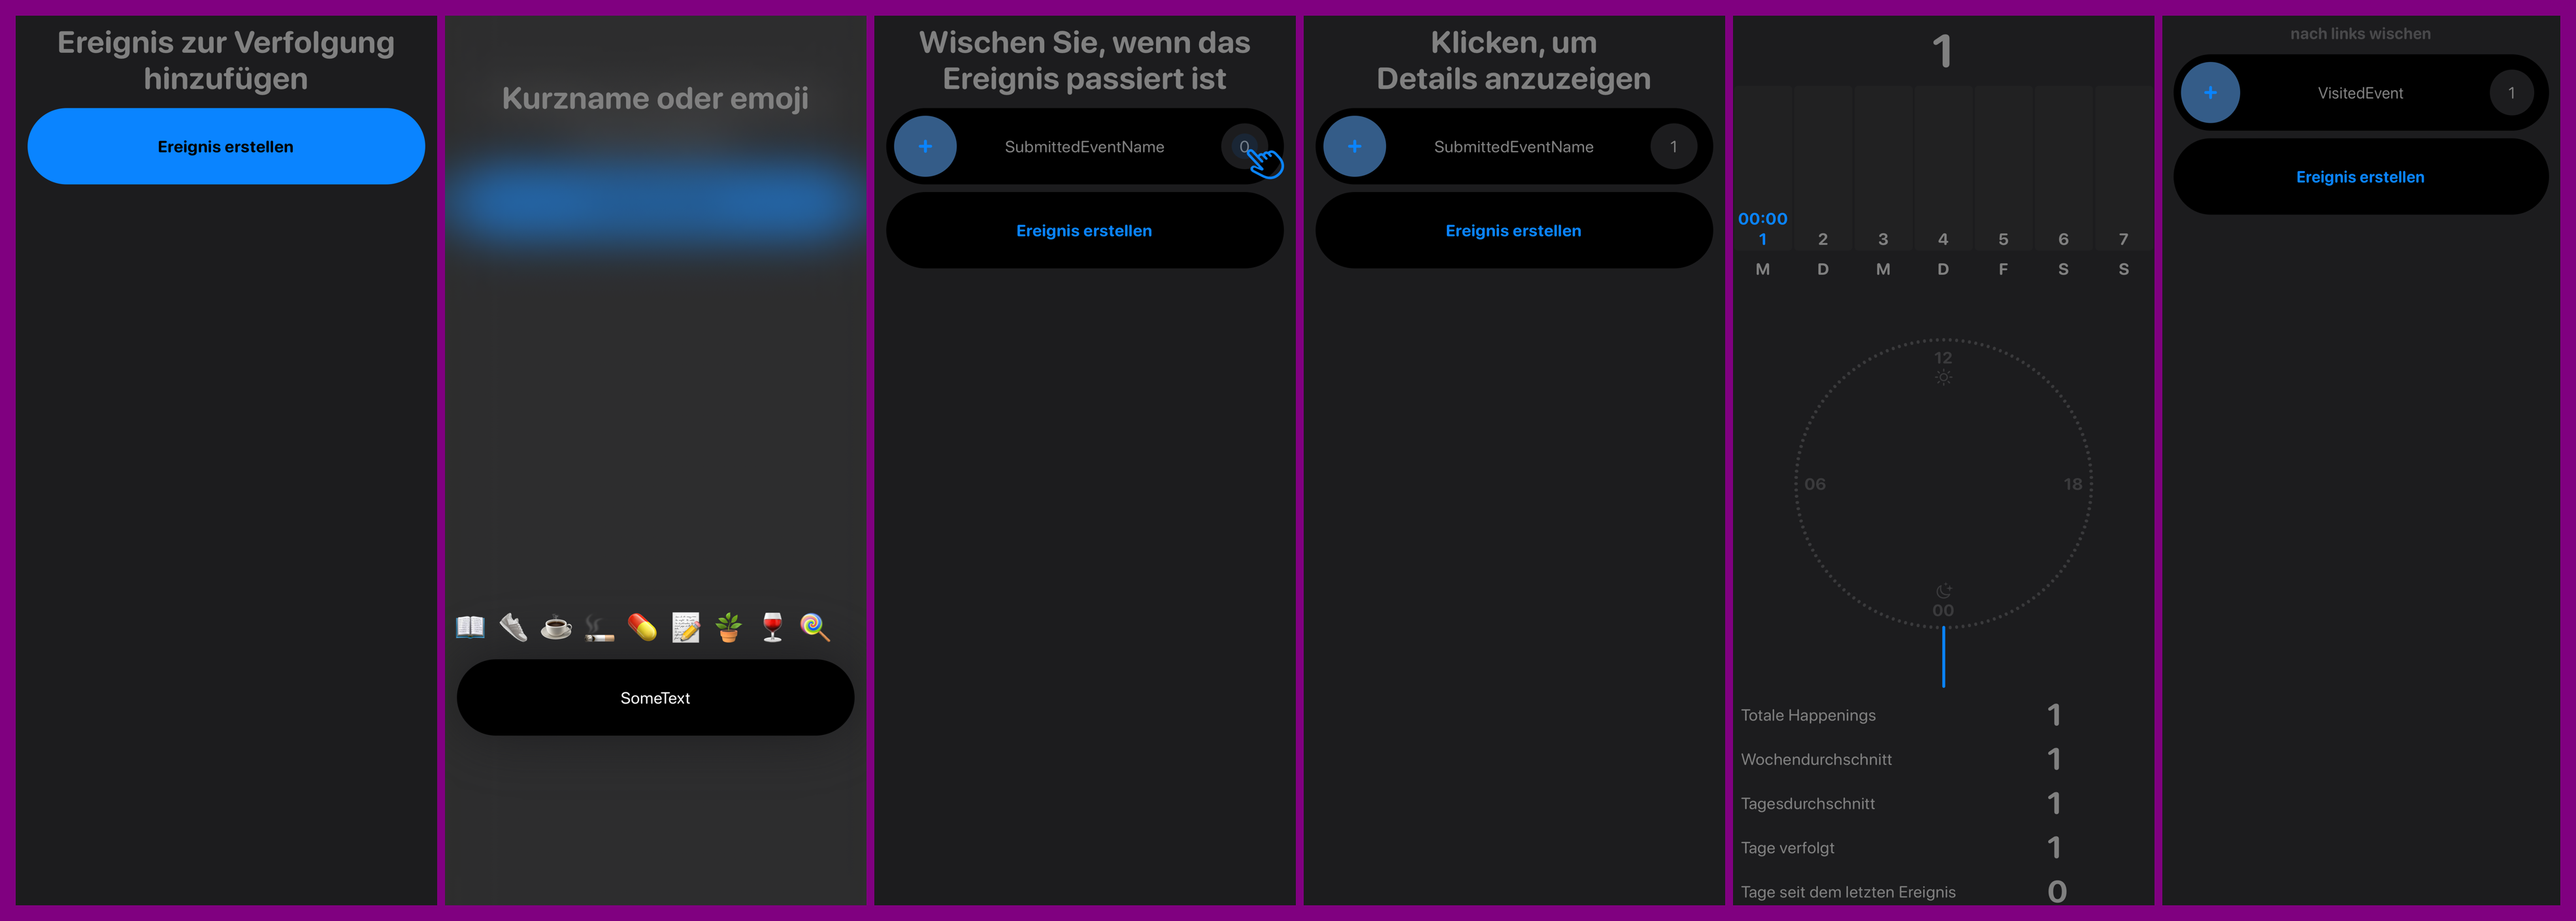 Ereignis zur Verfolgung
hinzufügen
Ereignis erstellen
Kurzname oder emoji
SomeText
Wischen Sie, wenn das
Ereignis passiert ist
+ SubmittedEventName 0
Ereignis erstellen
Klicken, um
Details anzuzeigen
+ SubmittedEventName 1
Ereignis erstellen
1
00:00
1 2 3 4 5 6 7
M D M D F S S
12
06 18
00
Totale Happenings 1
Wochendurchschnitt 1
Tagesdurchschnitt 1
Tage verfolgt 1
Tage seit dem letzten Ereignis 0
nach links wischen
+ VisitedEvent 1
Ereignis erstellen